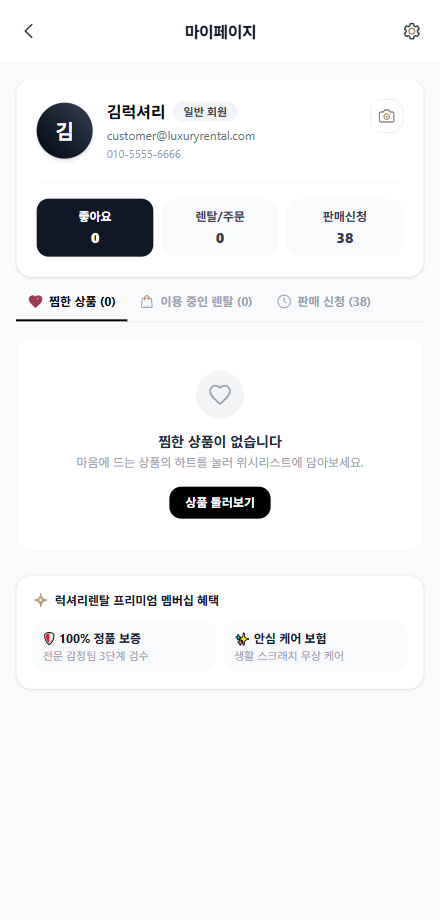 마이페이지
김
김럭셔리 일반 회원
customer@luxuryrental.com
010-5555-6666
좋아요 렌탈/주문 판매신청
0 0 38
찜한 상품 (0) 이용 중인 렌탈 (0) 판매 신청 (38)
찜한 상품이 없습니다
마음에 드는 상품의 하트를 눌러 위시리스트에 담아보세요.
상품 둘러보기
럭셔리렌탈 프리미엄 멤버십 혜택
100% 정품 보증 안심 케어 보험
전문 감정팀 3단계 검수 생활 스크래치 무상 케어